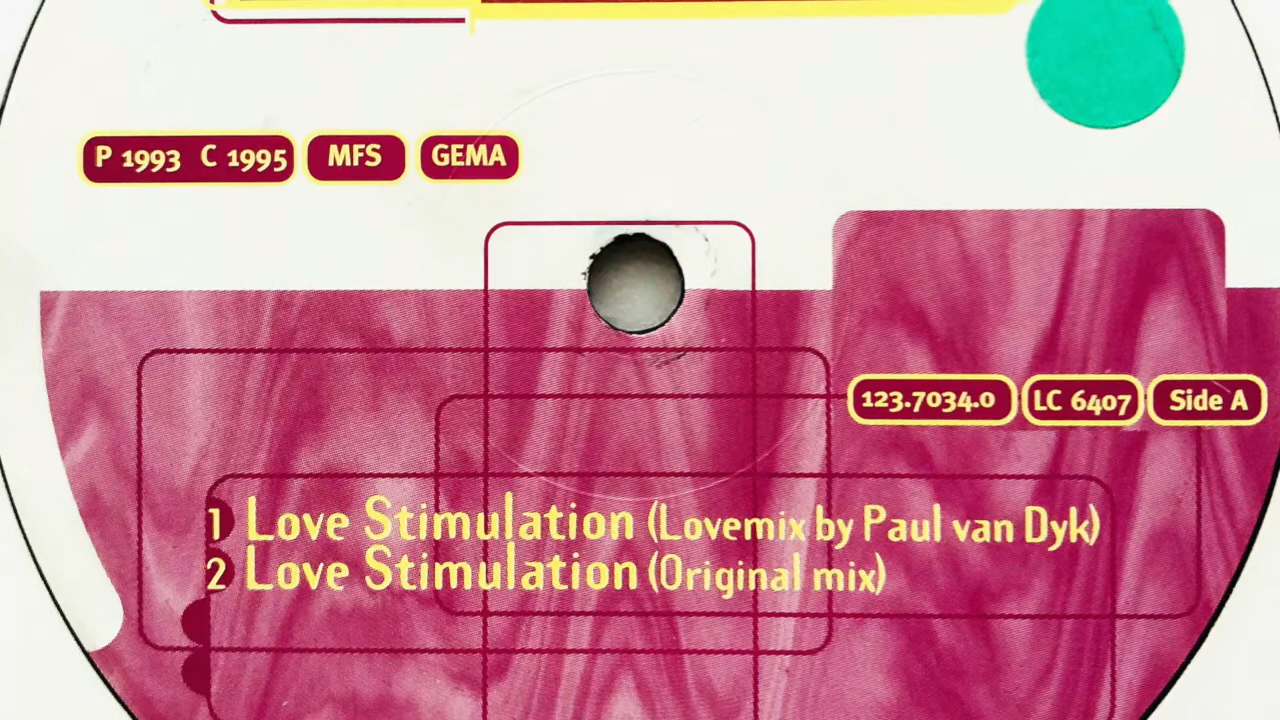 P 1993 C 1995 MFS GEMA
123.7034.0 LC 6407 Side A
1 Love Stimulation (Lovemix by Paul van Dyk)
2 Love Stimulation (Original mix)